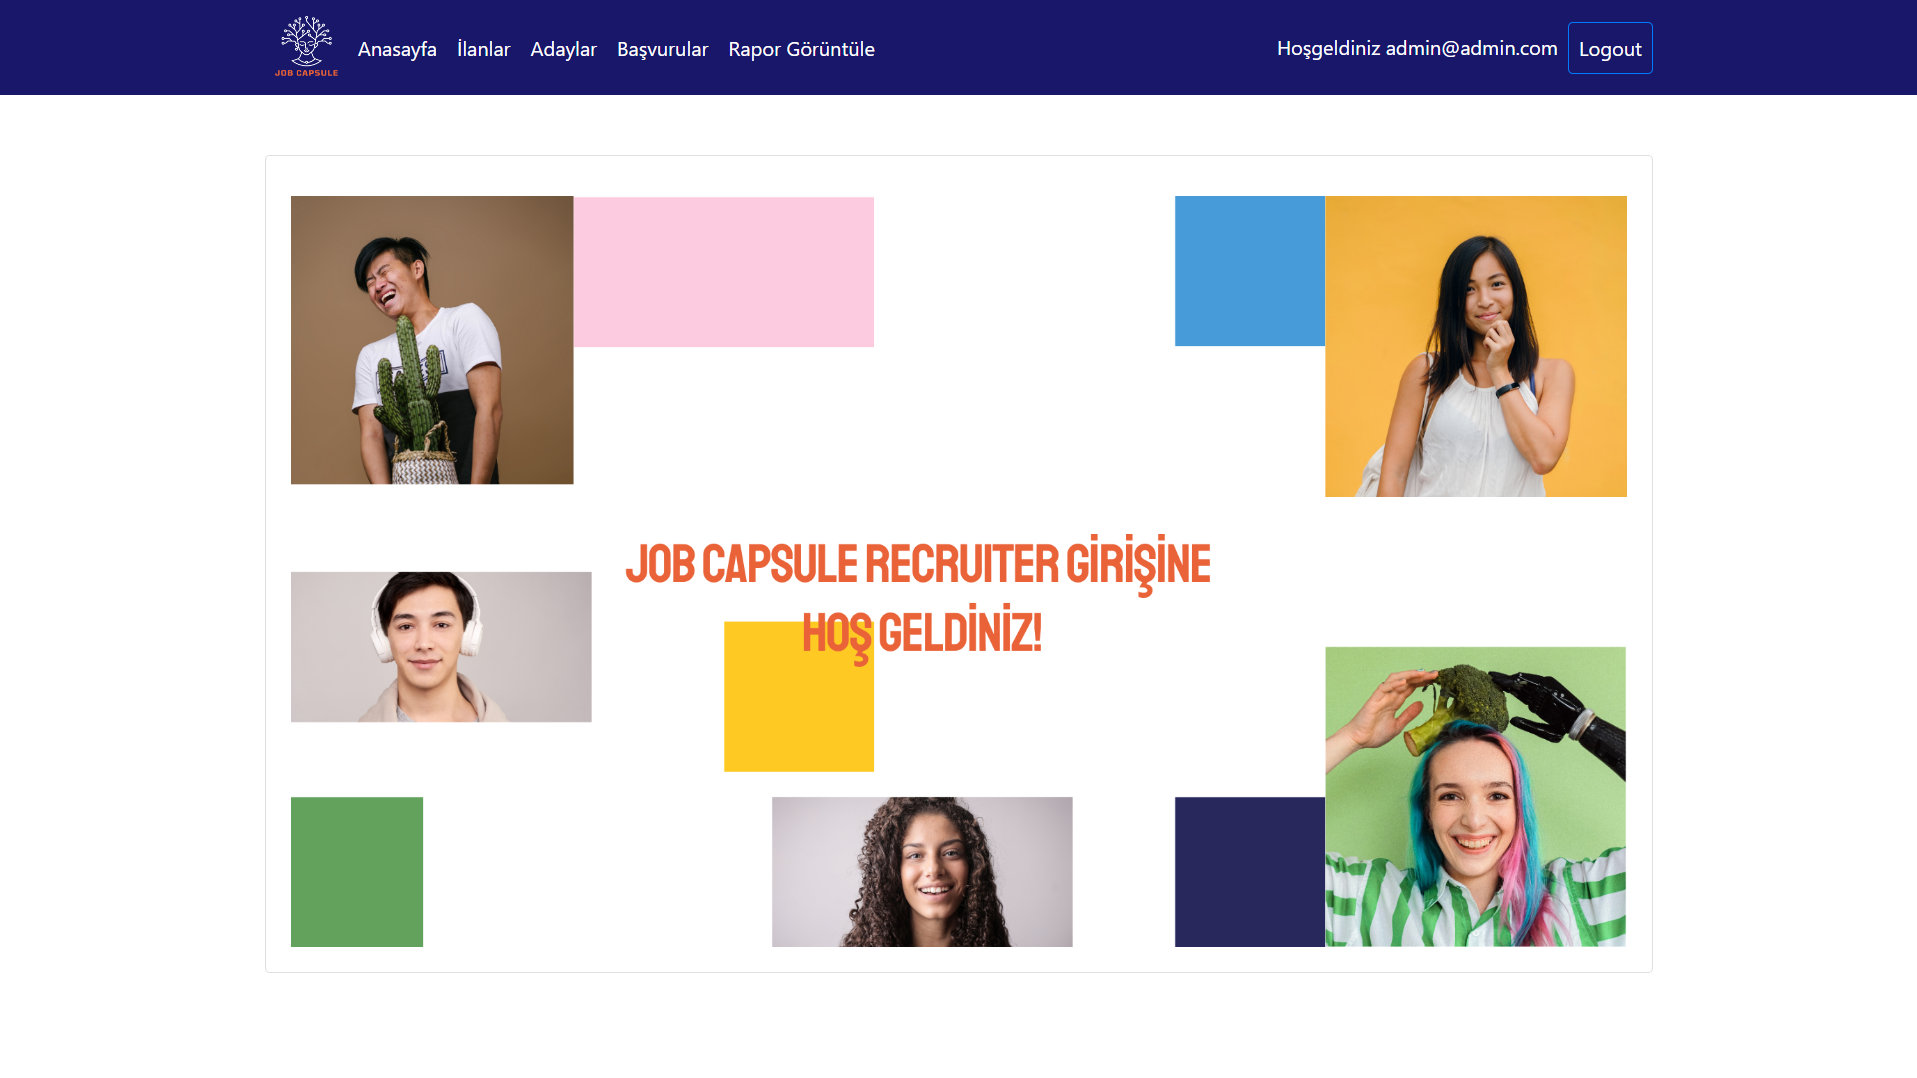 JOB CAPSULE
Anasayfa İlanlar Adaylar Başvurular Rapor Görüntüle
Hoşgeldiniz admin@admin.com Logout
JOB CAPSULE RECRUITER GİRİŞİNE
HOŞ GELDİNİZ!